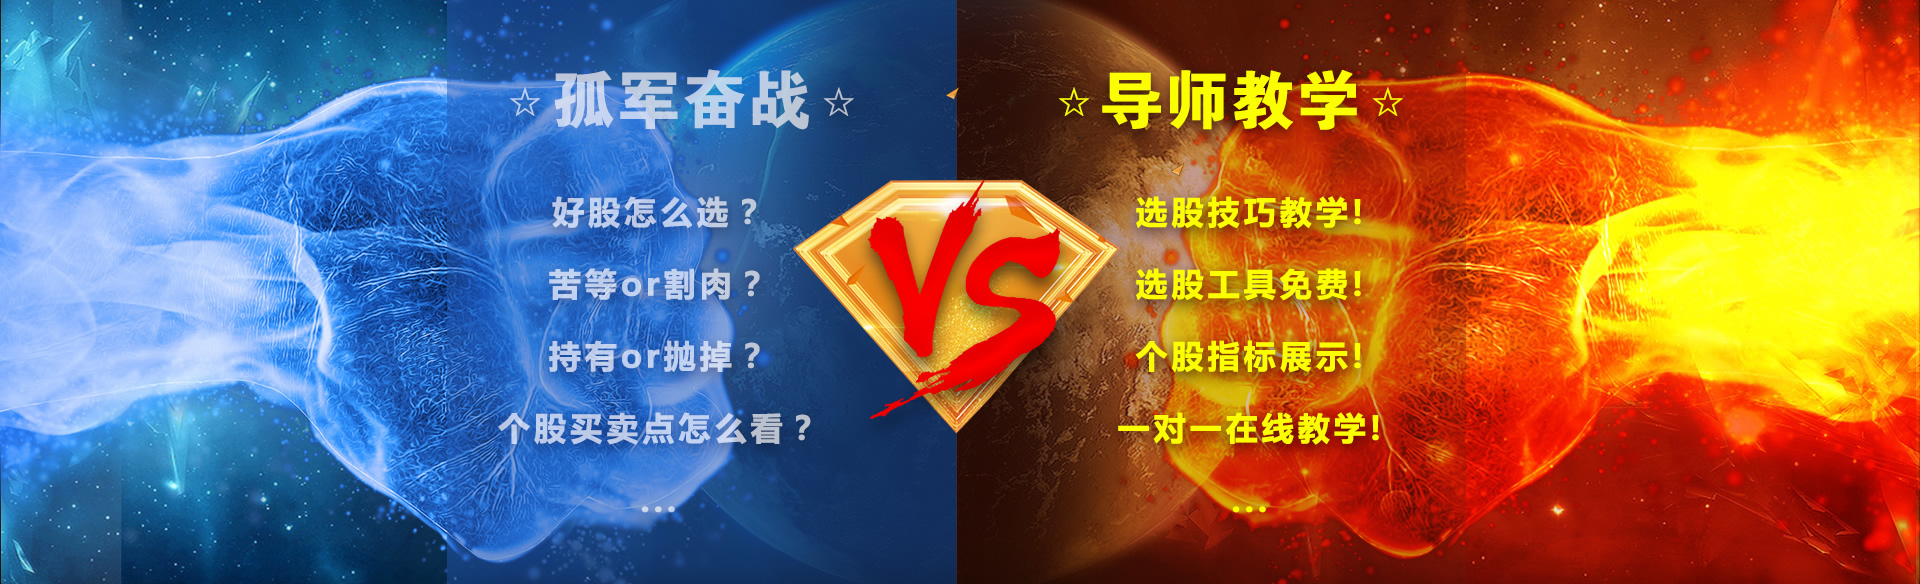 ☆孤军奋战☆
好股怎么选？
苦等or割肉？
持有or抛掉？
个股买卖点怎么看？
...
VS
☆导师教学☆
选股技巧教学!
选股工具免费!
个股指标展示!
一对一在线教学!
...